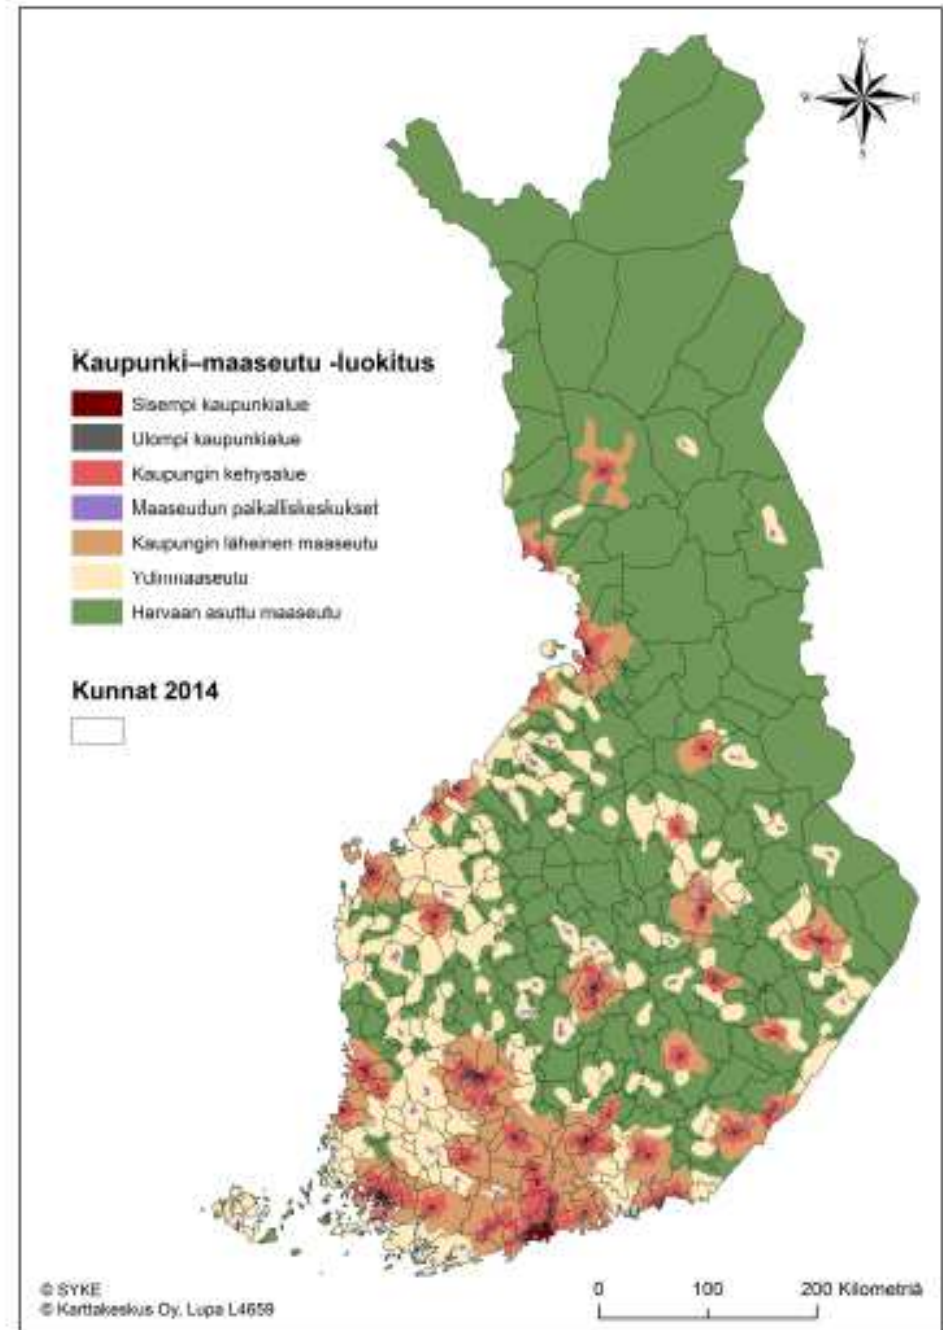 N
W E
S
Kaupunki–maaseutu -luokitus
Sisempi kaupunkialue
Ulompi kaupunkialue
Kaupungin kehysalue
Maaseudun paikalliskeskukset
Kaupungin läheinen maaseutu
Ydinmaaseutu
Harvaan asuttu maaseutu
Kunnat 2014
© SYKE
© Karttakeskus Oy, Lupa L4659
0 100 200 Kilometriä